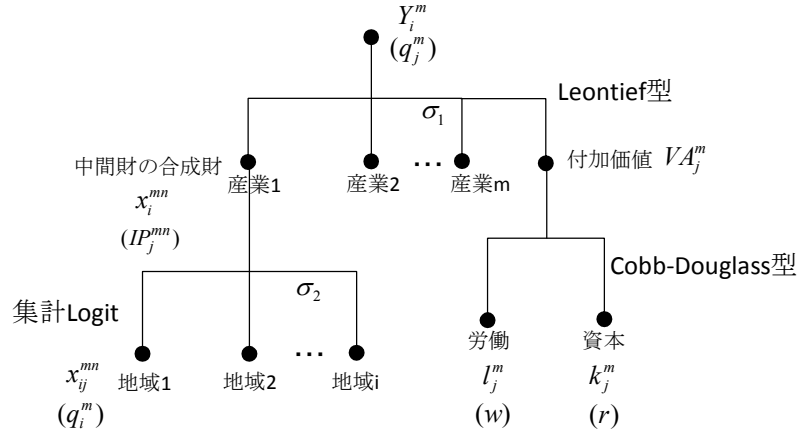 Y_i^m
(q_j^m)
Leontief型
σ_1
中間財の合成財
産業1
産業2
…
産業m
付加価値 VA_j^m
x_i^{mn}
(IP_j^{mn})
Cobb-Douglass型
σ_2
集計Logit
労働
資本
x_{ij}^{mn}
地域1
地域2
…
地域i
l_j^m
k_j^m
(q_i^m)
(w)
(r)